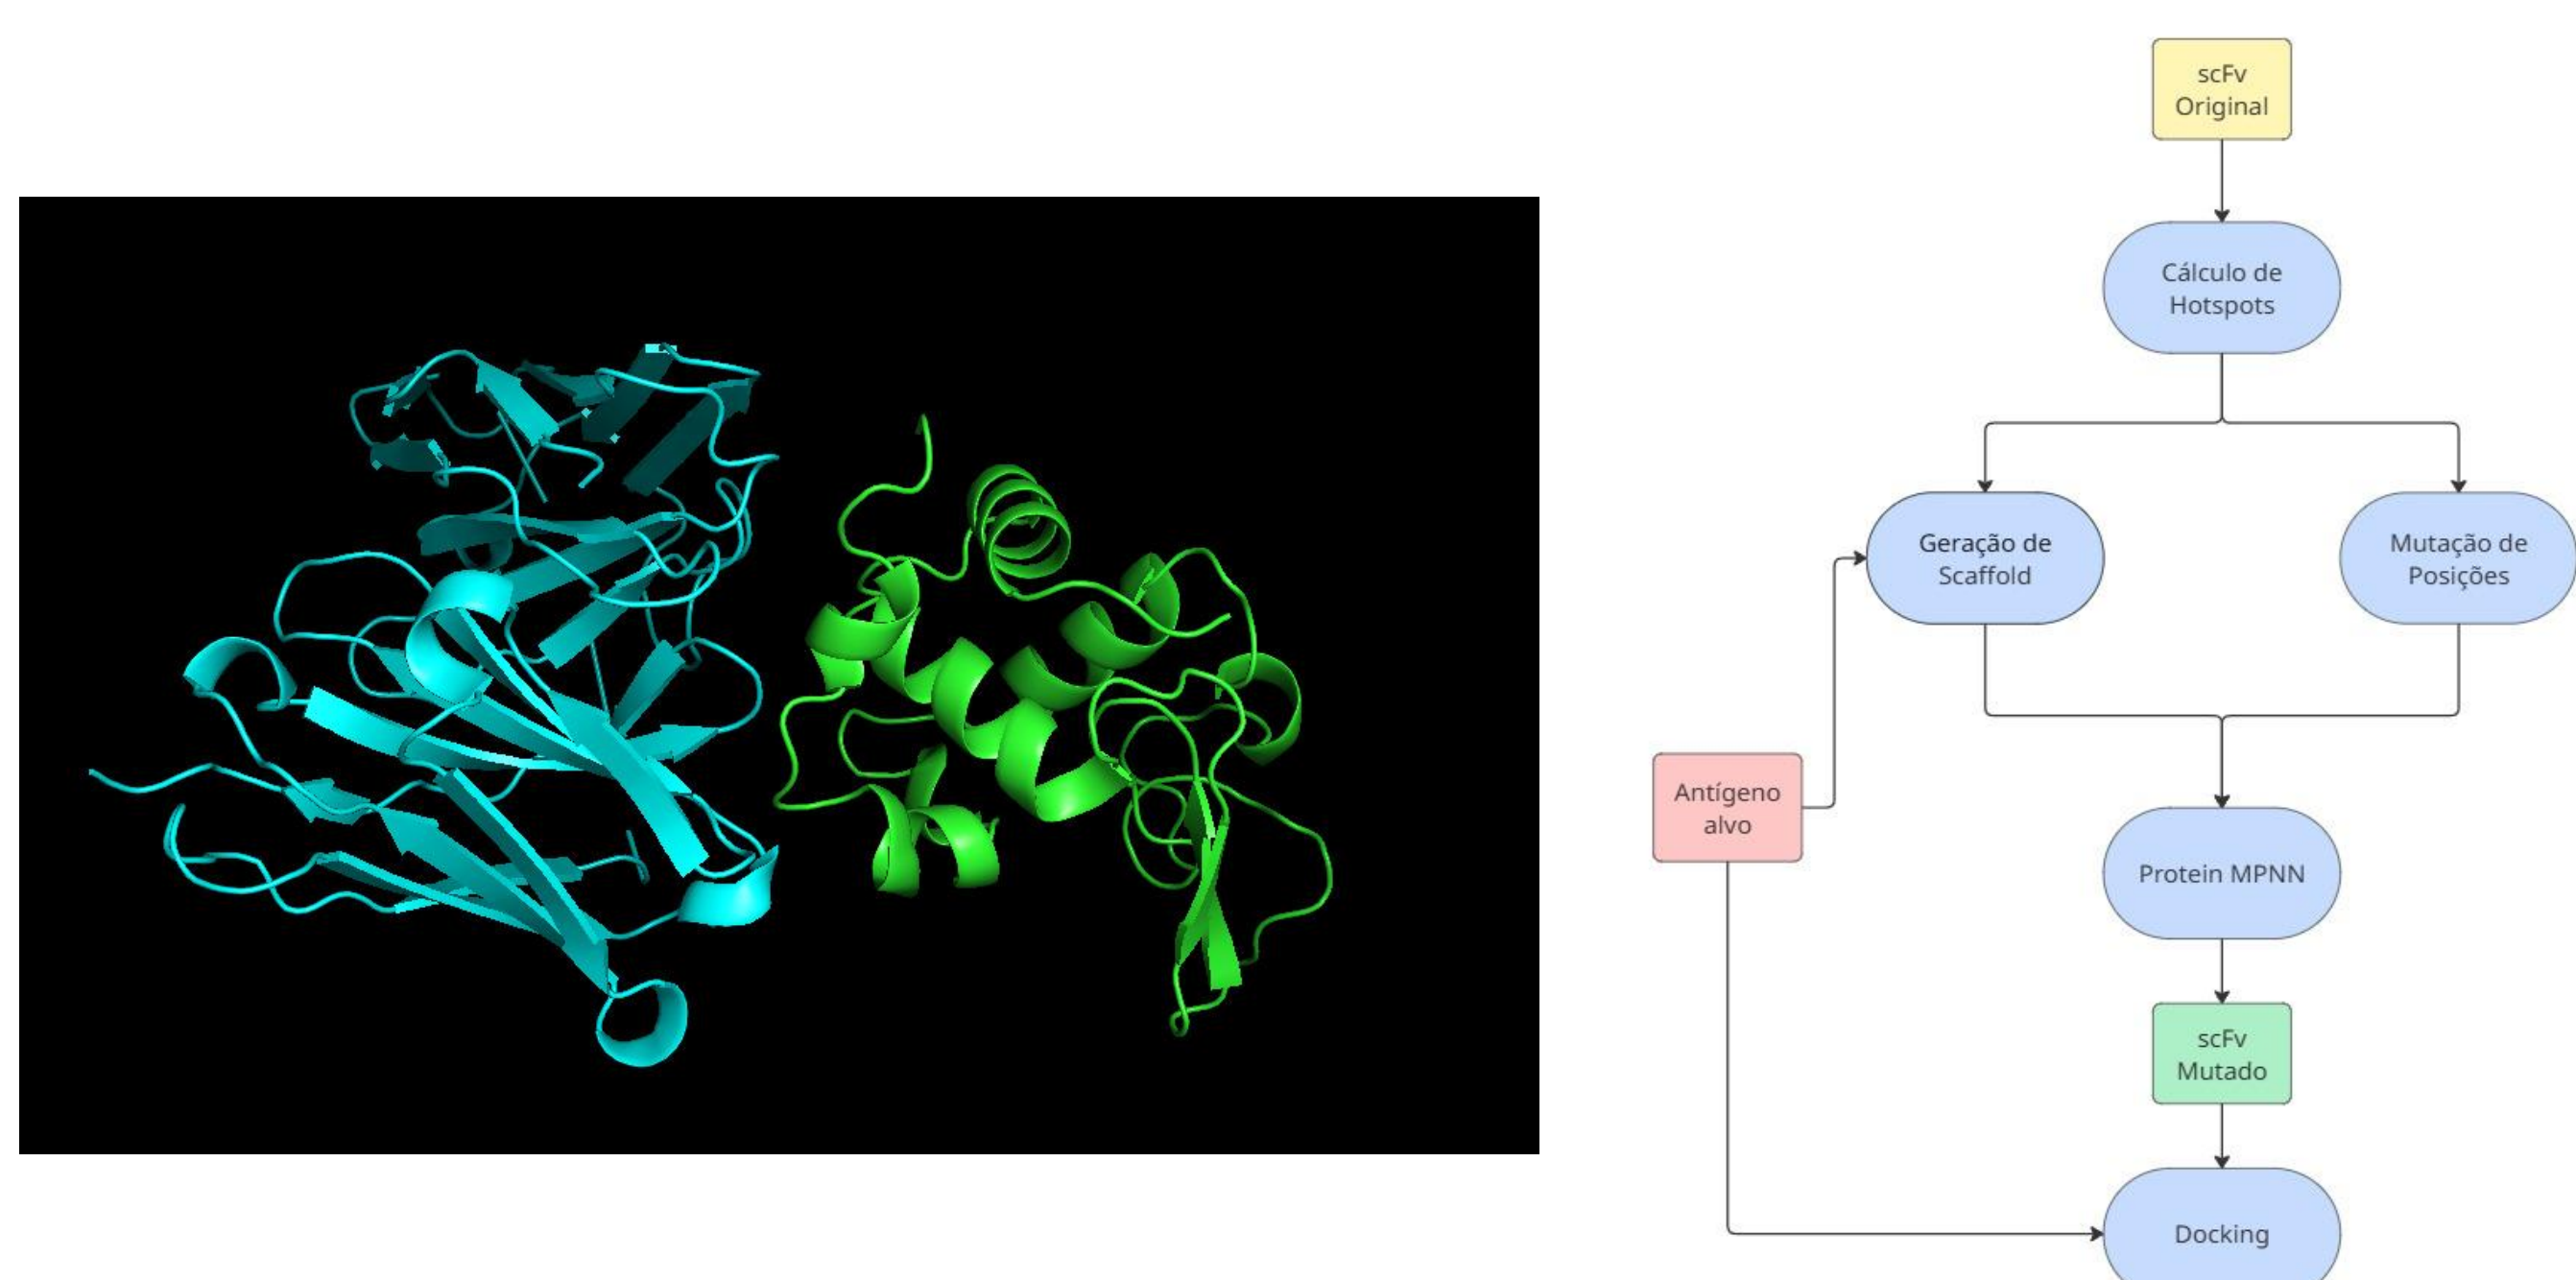 scFv
Original
Cálculo de
Hotspots
Geração de
Scaffold
Mutação de
Posições
Antígeno
alvo
Protein MPNN
scFv
Mutado
Docking